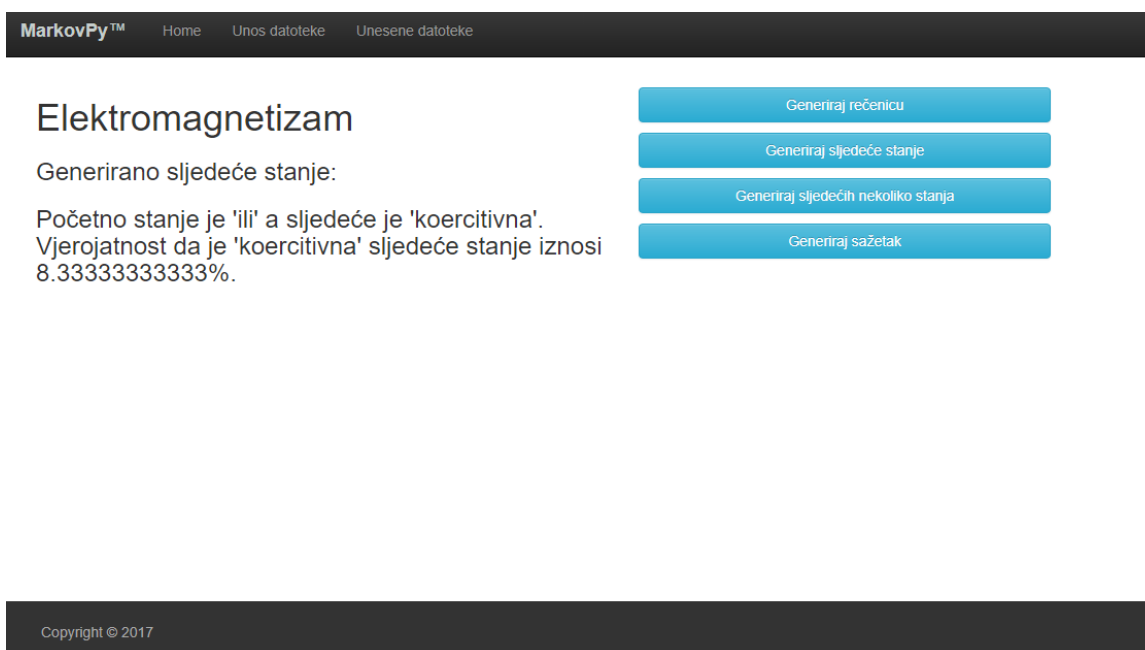 MarkovPy™ Home Unos datoteke Unesene datoteke
Elektromagnetizam
Generirano sljedeće stanje:
Početno stanje je 'ili' a sljedeće je 'koercitivna'.
Vjerojatnost da je 'koercitivna' sljedeće stanje iznosi
8.33333333333%.
Generiraj rečenicu
Generiraj sljedeće stanje
Generiraj sljedećih nekoliko stanja
Generiraj sažetak
Copyright © 2017